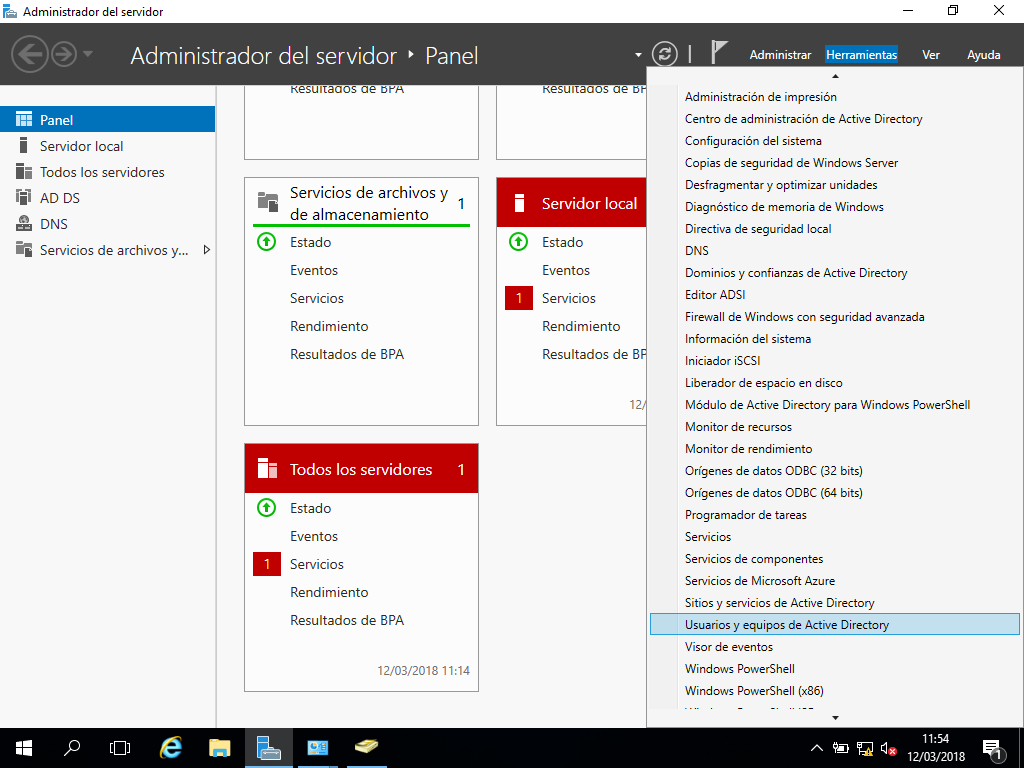 Administrador del servidor
Administrador del servidor ‣ Panel
Administrar
Herramientas
Ver
Ayuda
Panel
Servidor local
Todos los servidores
AD DS
DNS
Servicios de archivos y...
Resultados de BPA
Servicios de archivos y
de almacenamiento
1
Estado
Eventos
Servicios
Rendimiento
Resultados de BPA
Servidor local
Estado
Eventos
1
Servicios
Rendimiento
Resultados de BP
12/
Todos los servidores
1
Estado
Eventos
1
Servicios
Rendimiento
Resultados de BPA
12/03/2018 11:14
Administración de impresión
Centro de administración de Active Directory
Configuración del sistema
Copias de seguridad de Windows Server
Desfragmentar y optimizar unidades
Diagnóstico de memoria de Windows
Directiva de seguridad local
DNS
Dominios y confianzas de Active Directory
Editor ADSI
Firewall de Windows con seguridad avanzada
Información del sistema
Iniciador iSCSI
Liberador de espacio en disco
Módulo de Active Directory para Windows PowerShell
Monitor de recursos
Monitor de rendimiento
Orígenes de datos ODBC (32 bits)
Orígenes de datos ODBC (64 bits)
Programador de tareas
Servicios
Servicios de componentes
Servicios de Microsoft Azure
Sitios y servicios de Active Directory
Usuarios y equipos de Active Directory
Visor de eventos
Windows PowerShell
Windows PowerShell (x86)
11:54
12/03/2018
1